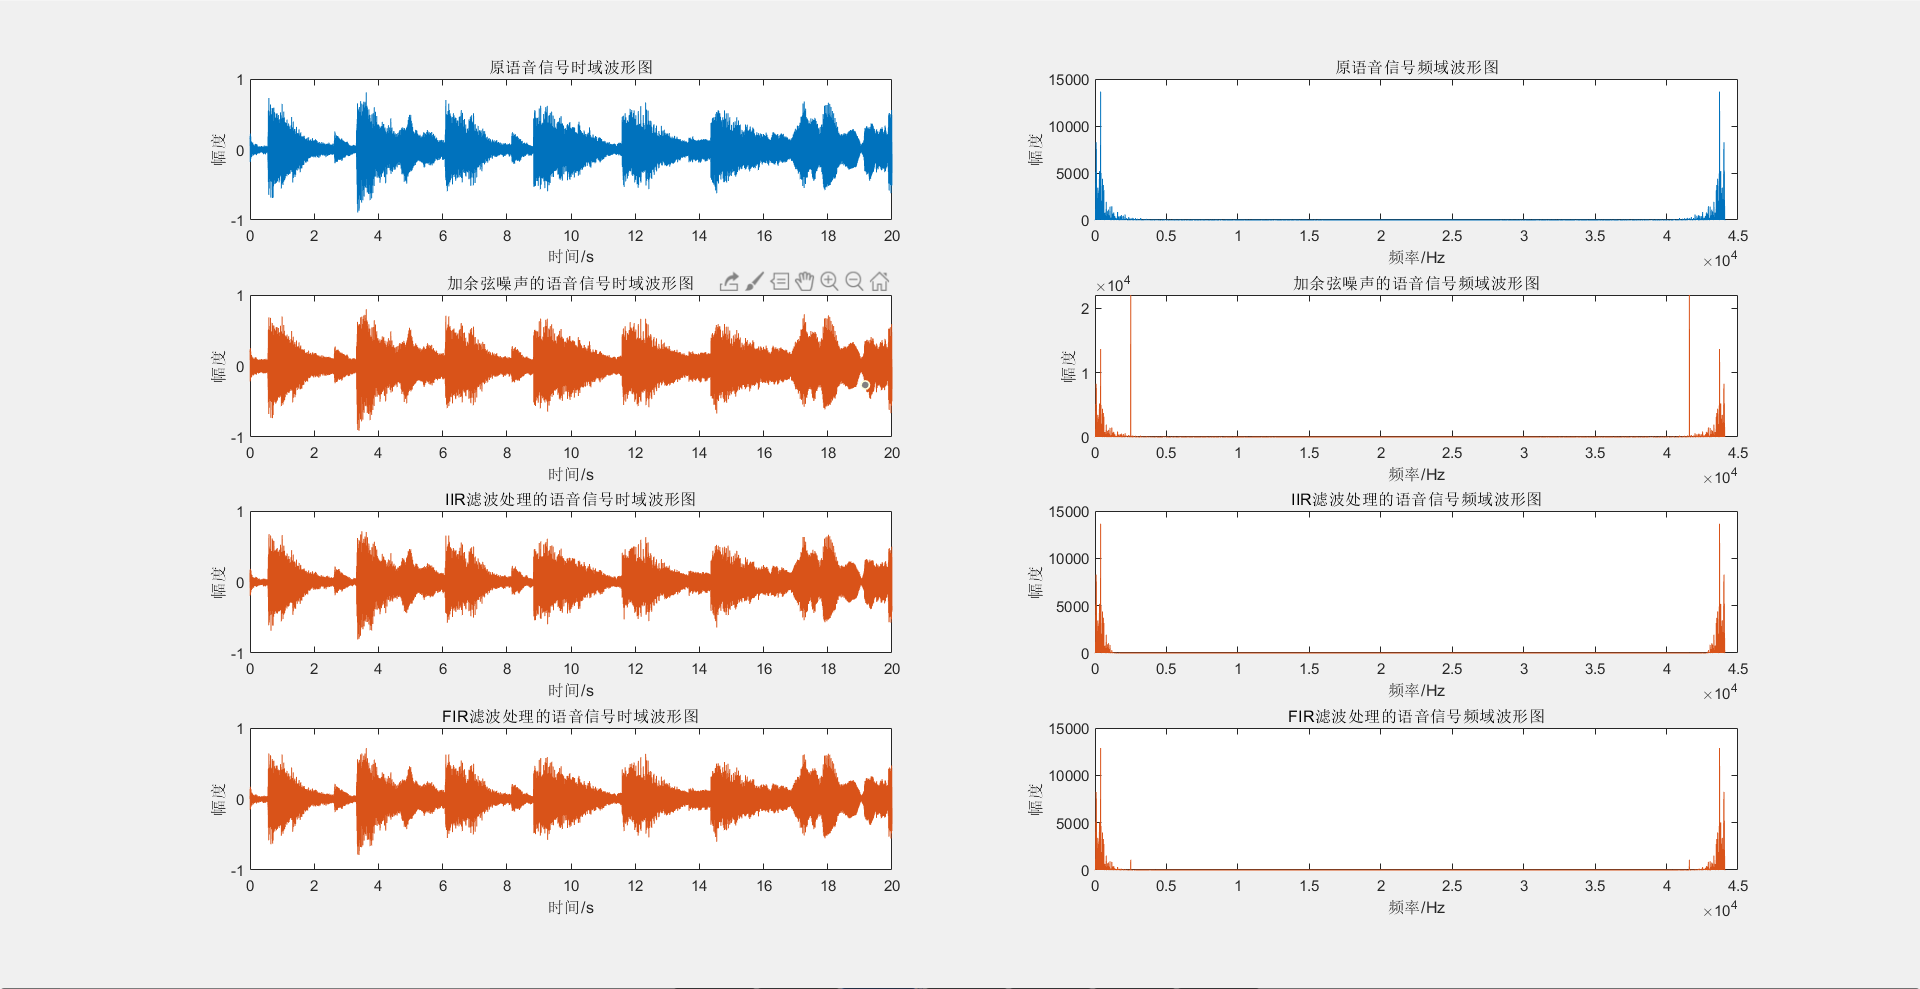 原语音信号时域波形图
1
0
-1
幅度
0 2 4 6 8 10 12 14 16 18 20
时间/s
原语音信号频域波形图
15000
10000
5000
0
幅度
0 0.5 1 1.5 2 2.5 3 3.5 4 4.5
频率/Hz
×10⁴
加余弦噪声的语音信号时域波形图
1
0
-1
幅度
0 2 4 6 8 10 12 14 16 18 20
时间/s
加余弦噪声的语音信号频域波形图
×10⁴
2
1
0
幅度
0 0.5 1 1.5 2 2.5 3 3.5 4 4.5
频率/Hz
×10⁴
IIR滤波处理的语音信号时域波形图
1
0
-1
幅度
0 2 4 6 8 10 12 14 16 18 20
时间/s
IIR滤波处理的语音信号频域波形图
15000
10000
5000
0
幅度
0 0.5 1 1.5 2 2.5 3 3.5 4 4.5
频率/Hz
×10⁴
FIR滤波处理的语音信号时域波形图
1
0
-1
幅度
0 2 4 6 8 10 12 14 16 18 20
时间/s
FIR滤波处理的语音信号频域波形图
15000
10000
5000
0
幅度
0 0.5 1 1.5 2 2.5 3 3.5 4 4.5
频率/Hz
×10⁴